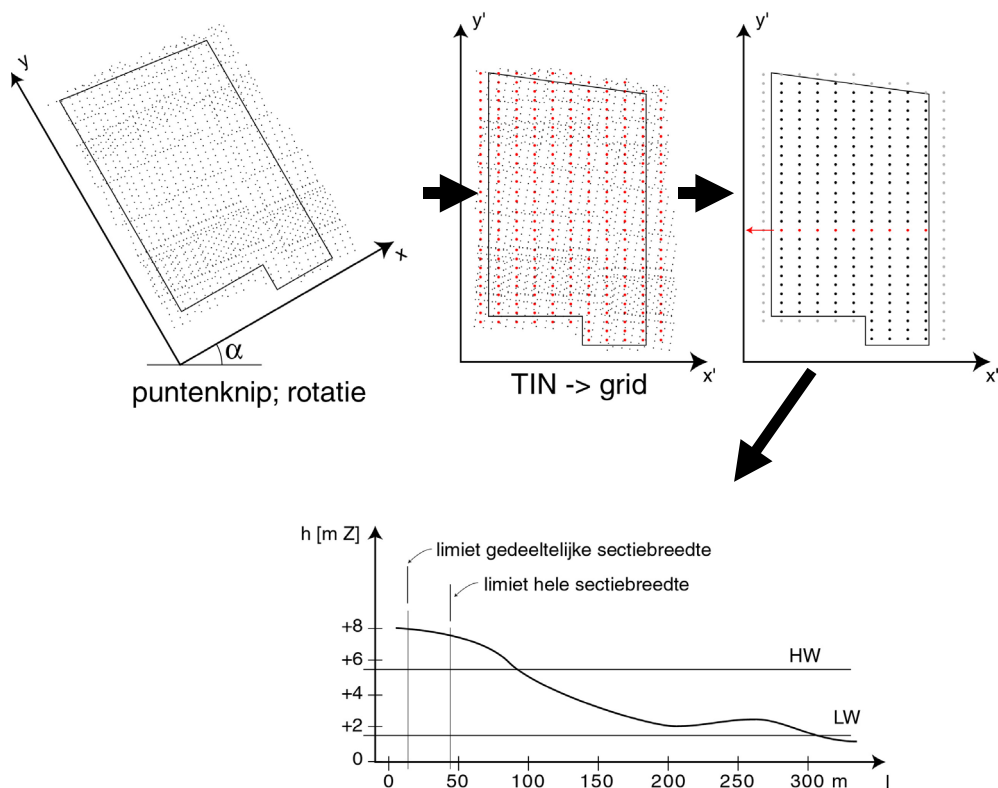 y
x
α
puntenknip; rotatie
y'
x'
TIN -> grid
y'
x'
h [m Z]
limiet gedeeltelijke sectiebreedte
limiet hele sectiebreedte
+8
+6
+4
+2
0
HW
LW
0 50 100 150 200 250 300 m l